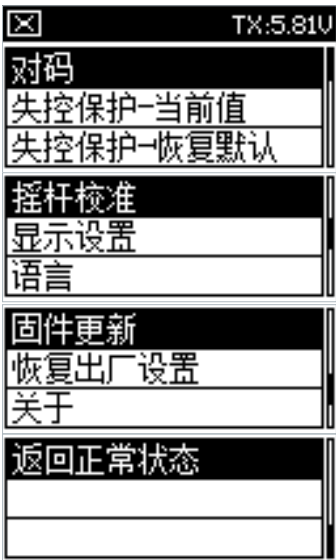 TX:5.81V
对码
失控保护-当前值
失控保护→恢复默认
摇杆校准
显示设置
语言
固件更新
恢复出厂设置
关于
返回正常状态